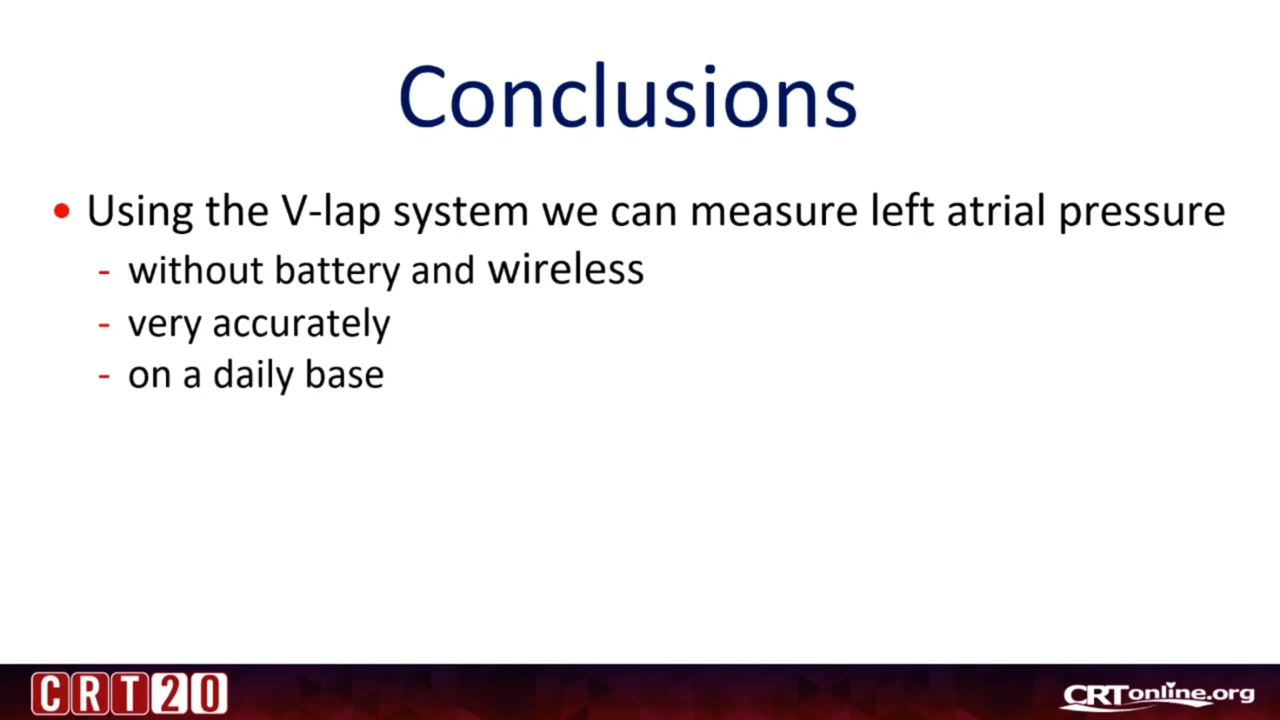 Conclusions
• Using the V-lap system we can measure left atrial pressure
- without battery and wireless
- very accurately
- on a daily base
CRT20
CRTonline.org